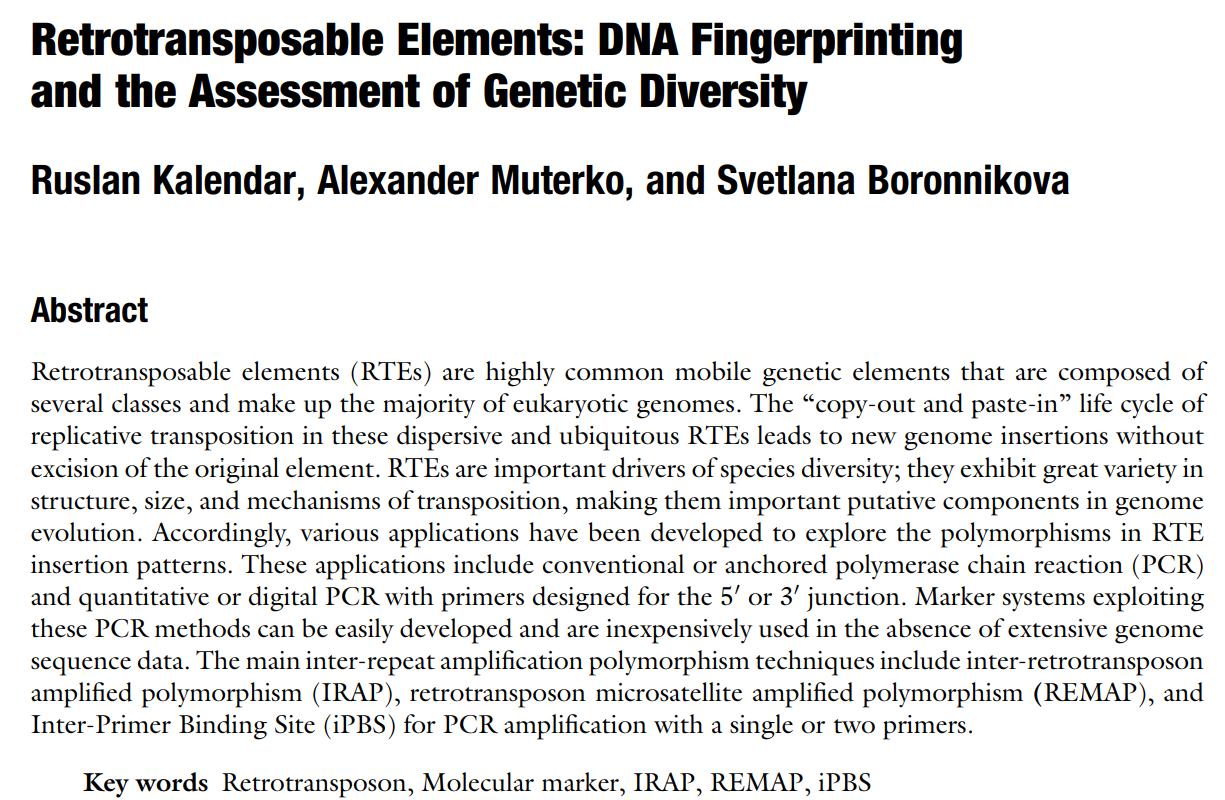 Retrotransposable Elements: DNA Fingerprinting
and the Assessment of Genetic Diversity
Ruslan Kalendar, Alexander Muterko, and Svetlana Boronnikova
Abstract
Retrotransposable elements (RTEs) are highly common mobile genetic elements that are composed of
several classes and make up the majority of eukaryotic genomes. The “copy-out and paste-in” life cycle of
replicative transposition in these dispersive and ubiquitous RTEs leads to new genome insertions without
excision of the original element. RTEs are important drivers of species diversity; they exhibit great variety in
structure, size, and mechanisms of transposition, making them important putative components in genome
evolution. Accordingly, various applications have been developed to explore the polymorphisms in RTE
insertion patterns. These applications include conventional or anchored polymerase chain reaction (PCR)
and quantitative or digital PCR with primers designed for the 5′ or 3′ junction. Marker systems exploiting
these PCR methods can be easily developed and are inexpensively used in the absence of extensive genome
sequence data. The main inter-repeat amplification polymorphism techniques include inter-retrotransposon
amplified polymorphism (IRAP), retrotransposon microsatellite amplified polymorphism (REMAP), and
Inter-Primer Binding Site (iPBS) for PCR amplification with a single or two primers.
Key words Retrotransposon, Molecular marker, IRAP, REMAP, iPBS